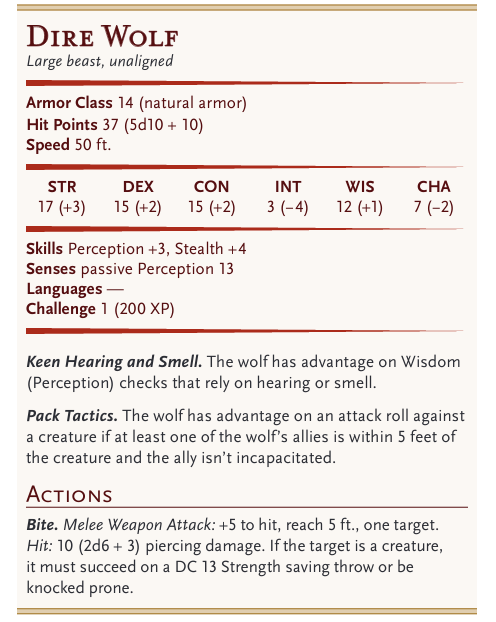 Dire Wolf
Large beast, unaligned
Armor Class 14 (natural armor)
Hit Points 37 (5d10 + 10)
Speed 50 ft.
STR DEX CON INT WIS CHA
17 (+3) 15 (+2) 15 (+2) 3 (−4) 12 (+1) 7 (−2)
Skills Perception +3, Stealth +4
Senses passive Perception 13
Languages —
Challenge 1 (200 XP)
Keen Hearing and Smell. The wolf has advantage on Wisdom
(Perception) checks that rely on hearing or smell.
Pack Tactics. The wolf has advantage on an attack roll against
a creature if at least one of the wolf’s allies is within 5 feet of
the creature and the ally isn’t incapacitated.
Actions
Bite. Melee Weapon Attack: +5 to hit, reach 5 ft., one target.
Hit: 10 (2d6 + 3) piercing damage. If the target is a creature,
it must succeed on a DC 13 Strength saving throw or be
knocked prone.